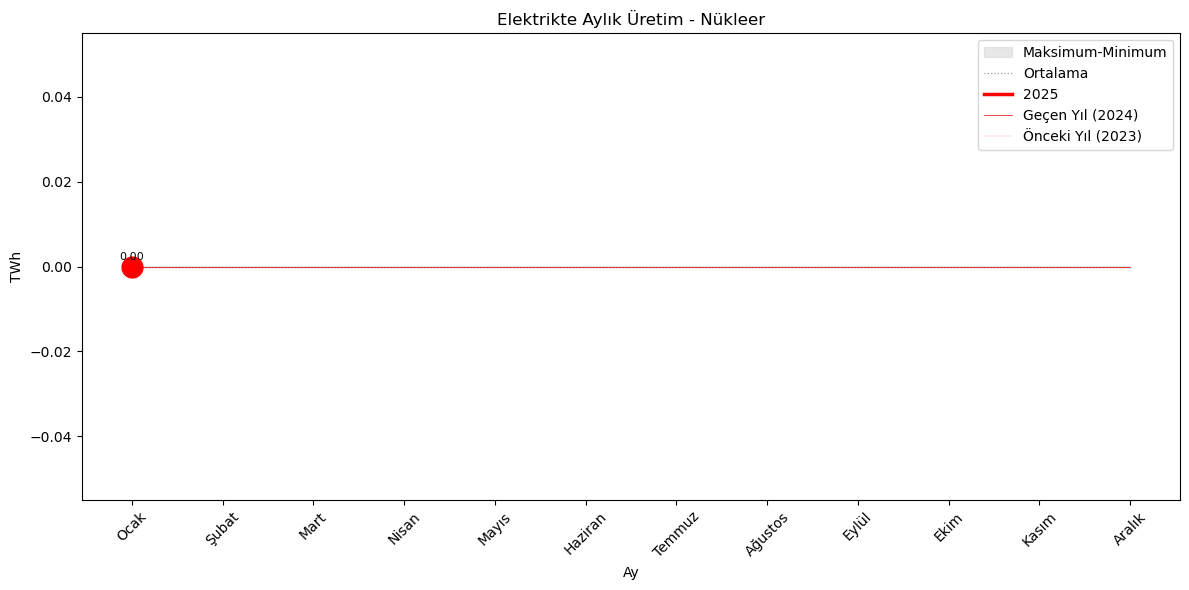 Elektrikte Aylık Üretim - Nükleer
Maksimum-Minimum
Ortalama
2025
Geçen Yıl (2024)
Önceki Yıl (2023)
TWh
0.04
0.02
0.00
−0.02
−0.04
0.00
Ocak
Şubat
Mart
Nisan
Mayıs
Haziran
Temmuz
Ağustos
Eylül
Ekim
Kasım
Aralık
Ay